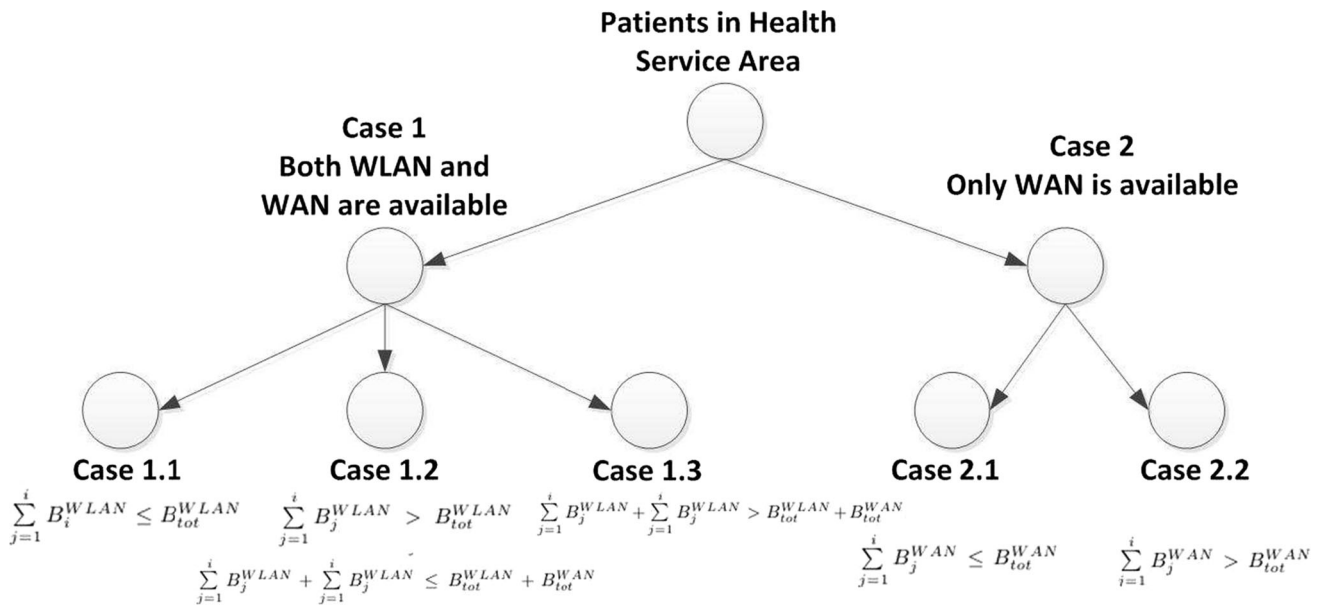 Patients in Health
Service Area
Case 1
Both WLAN and
WAN are available
Case 2
Only WAN is available
Case 1.1
Case 1.2
Case 1.3
Case 2.1
Case 2.2
$\sum_{j=1}^{i} B_i^{WLAN} \leq B_{tot}^{WLAN}$
$\sum_{j=1}^{i} B_j^{WLAN} > B_{tot}^{WLAN}$
$\sum_{j=1}^{i} B_j^{WLAN} + \sum_{j=1}^{i} B_j^{WLAN} \leq B_{tot}^{WLAN} + B_{tot}^{WAN}$
$\sum_{j=1}^{i} B_j^{WLAN} + \sum_{j=1}^{i} B_j^{WLAN} > B_{tot}^{WLAN} + B_{tot}^{WAN}$
$\sum_{j=1}^{i} B_j^{WAN} \leq B_{tot}^{WAN}$
$\sum_{i=1}^{i} B_j^{WAN} > B_{tot}^{WAN}$